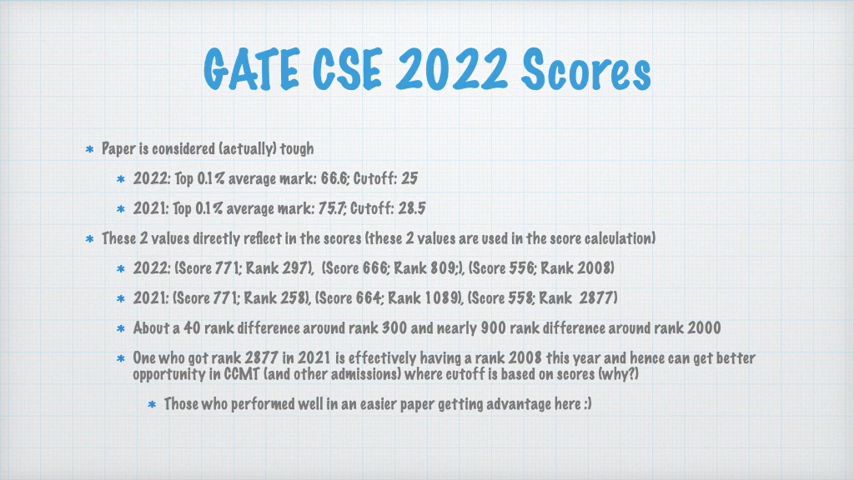 GATE CSE 2022 Scores
* Paper is considered (actually) tough
* 2022: Top 0.1% average mark: 66.6; Cutoff: 25
* 2021: Top 0.1% average mark: 75.7; Cutoff: 28.5
* These 2 values directly reflect in the scores (these 2 values are used in the score calculation)
* 2022: (Score 771; Rank 297), (Score 666; Rank 809;), (Score 556; Rank 2008)
* 2021: (Score 771; Rank 258), (Score 664; Rank 1089), (Score 558; Rank 2877)
* About a 40 rank difference around rank 300 and nearly 900 rank difference around rank 2000
* One who got rank 2877 in 2021 is effectively having a rank 2008 this year and hence can get better
opportunity in CCMT (and other admissions) where cutoff is based on scores (why?)
* Those who performed well in an easier paper getting advantage here :)